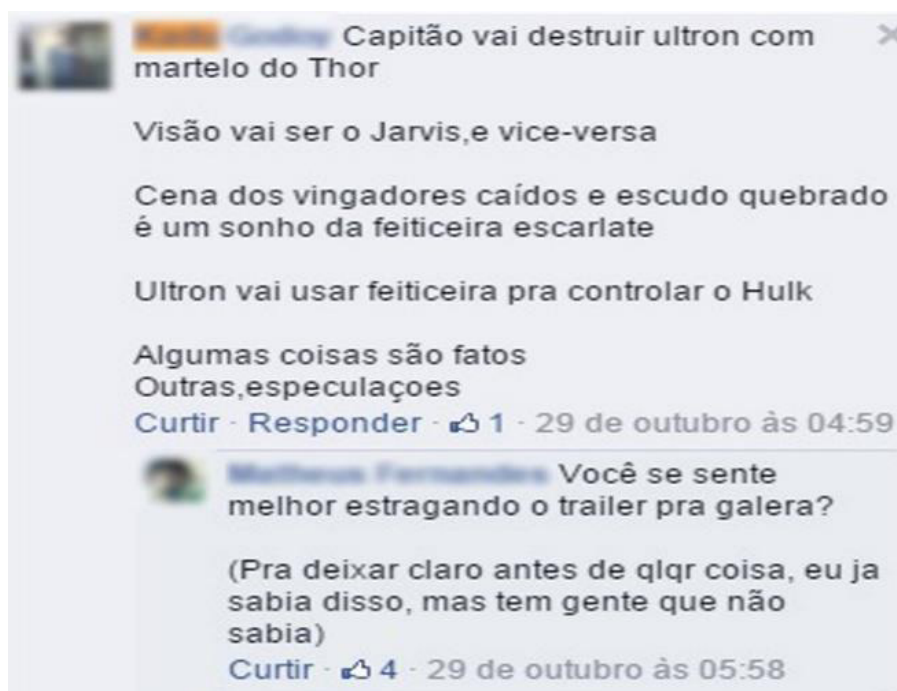 Capitão vai destruir ultron com
martelo do Thor
Visão vai ser o Jarvis,e vice-versa
Cena dos vingadores caídos e escudo quebrado
é um sonho da feiticeira escarlate
Ultron vai usar feiticeira pra controlar o Hulk
Algumas coisas são fatos
Outras,especulaçoes
Curtir · Responder · 1 · 29 de outubro às 04:59
Você se sente
melhor estragando o trailer pra galera?
(Pra deixar claro antes de qlqr coisa, eu ja
sabia disso, mas tem gente que não
sabia)
Curtir · 4 · 29 de outubro às 05:58